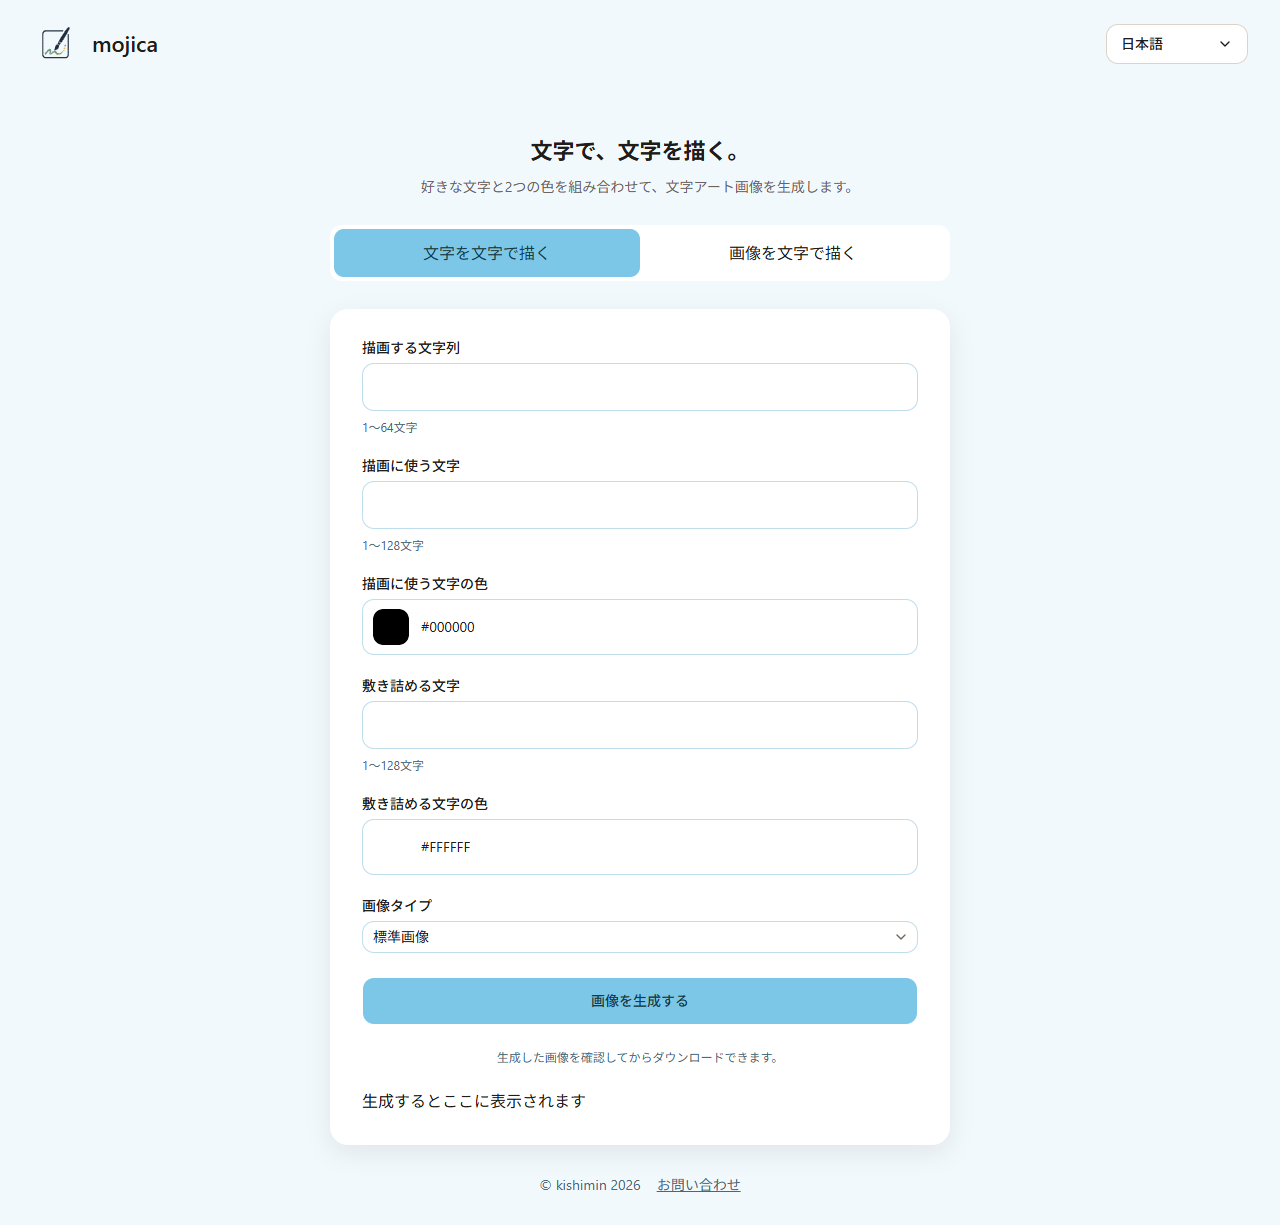 mojica
日本語
文字で、文字を描く。
好きな文字と2つの色を組み合わせて、文字アート画像を生成します。
文字を文字で描く
画像を文字で描く
描画する文字列
1〜64文字
描画に使う文字
1〜128文字
描画に使う文字の色
#000000
敷き詰める文字
1〜128文字
敷き詰める文字の色
#FFFFFF
画像タイプ
標準画像
画像を生成する
生成した画像を確認してからダウンロードできます。
生成するとここに表示されます
© kishimin 2026 お問い合わせ